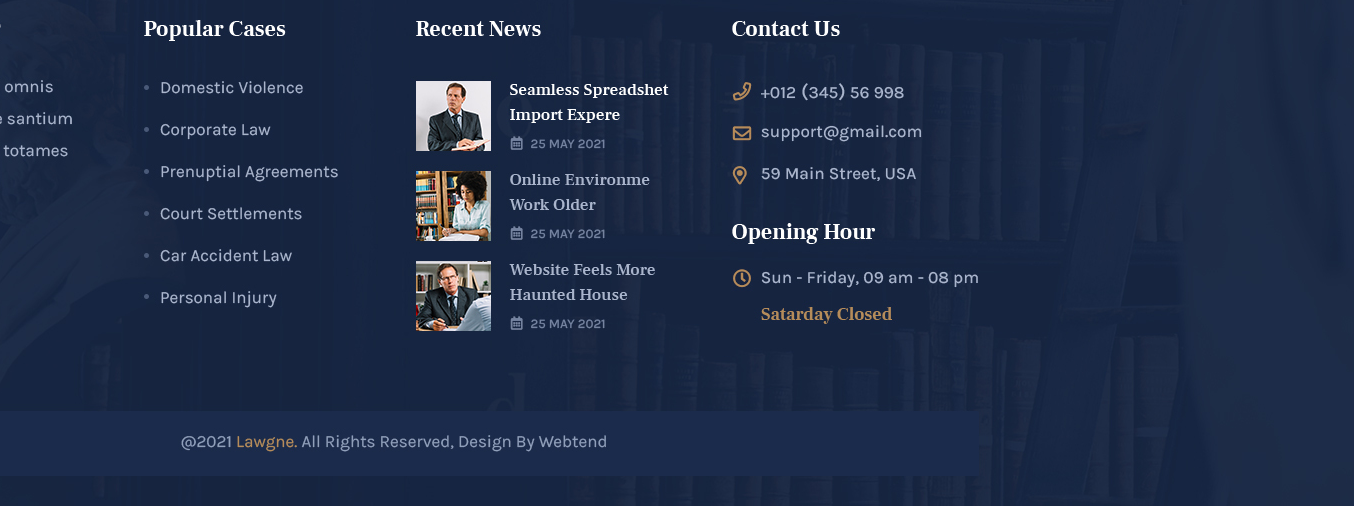 omnis
santium
totames
Popular Cases
Domestic Violence
Corporate Law
Prenuptial Agreements
Court Settlements
Car Accident Law
Personal Injury
Recent News
Seamless Spreadshet
Import Expere
25 MAY 2021
Online Environme
Work Older
25 MAY 2021
Website Feels More
Haunted House
25 MAY 2021
Contact Us
+012 (345) 56 998
support@gmail.com
59 Main Street, USA
Opening Hour
Sun - Friday, 09 am - 08 pm
Satarday Closed
@2021 Lawgne. All Rights Reserved, Design By Webtend